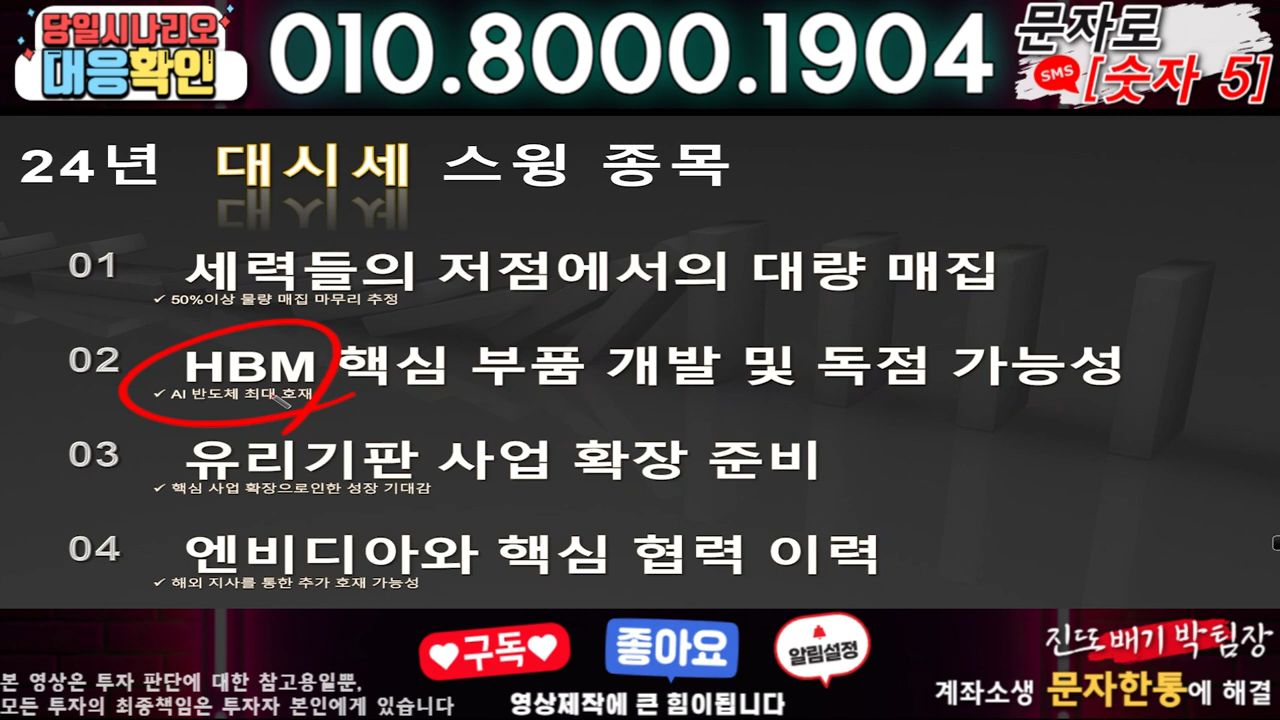 당일시나리오
대응확인
010.8000.1904
문자로
SMS
[숫자 5]
24년 대시세 스윙 종목
01 세력들의 저점에서의 대량 매집
✓ 50%이상 물량 매집 마무리 추정
02 HBM 핵심 부품 개발 및 독점 가능성
✓ AI 반도체 최대 호재
03 유리기판 사업 확장 준비
✓ 핵심 사업 확장으로인한 성장 기대감
04 엔비디아와 핵심 협력 이력
✓ 해외 지사를 통한 추가 호재 가능성
구독
좋아요
알림설정
영상제작에 큰 힘이됩니다
본 영상은 투자 판단에 대한 참고용일뿐,
모든 투자의 최종책임은 투자자 본인에게 있습니다
진또배기 박팀장
계좌소생 문자한통에 해결